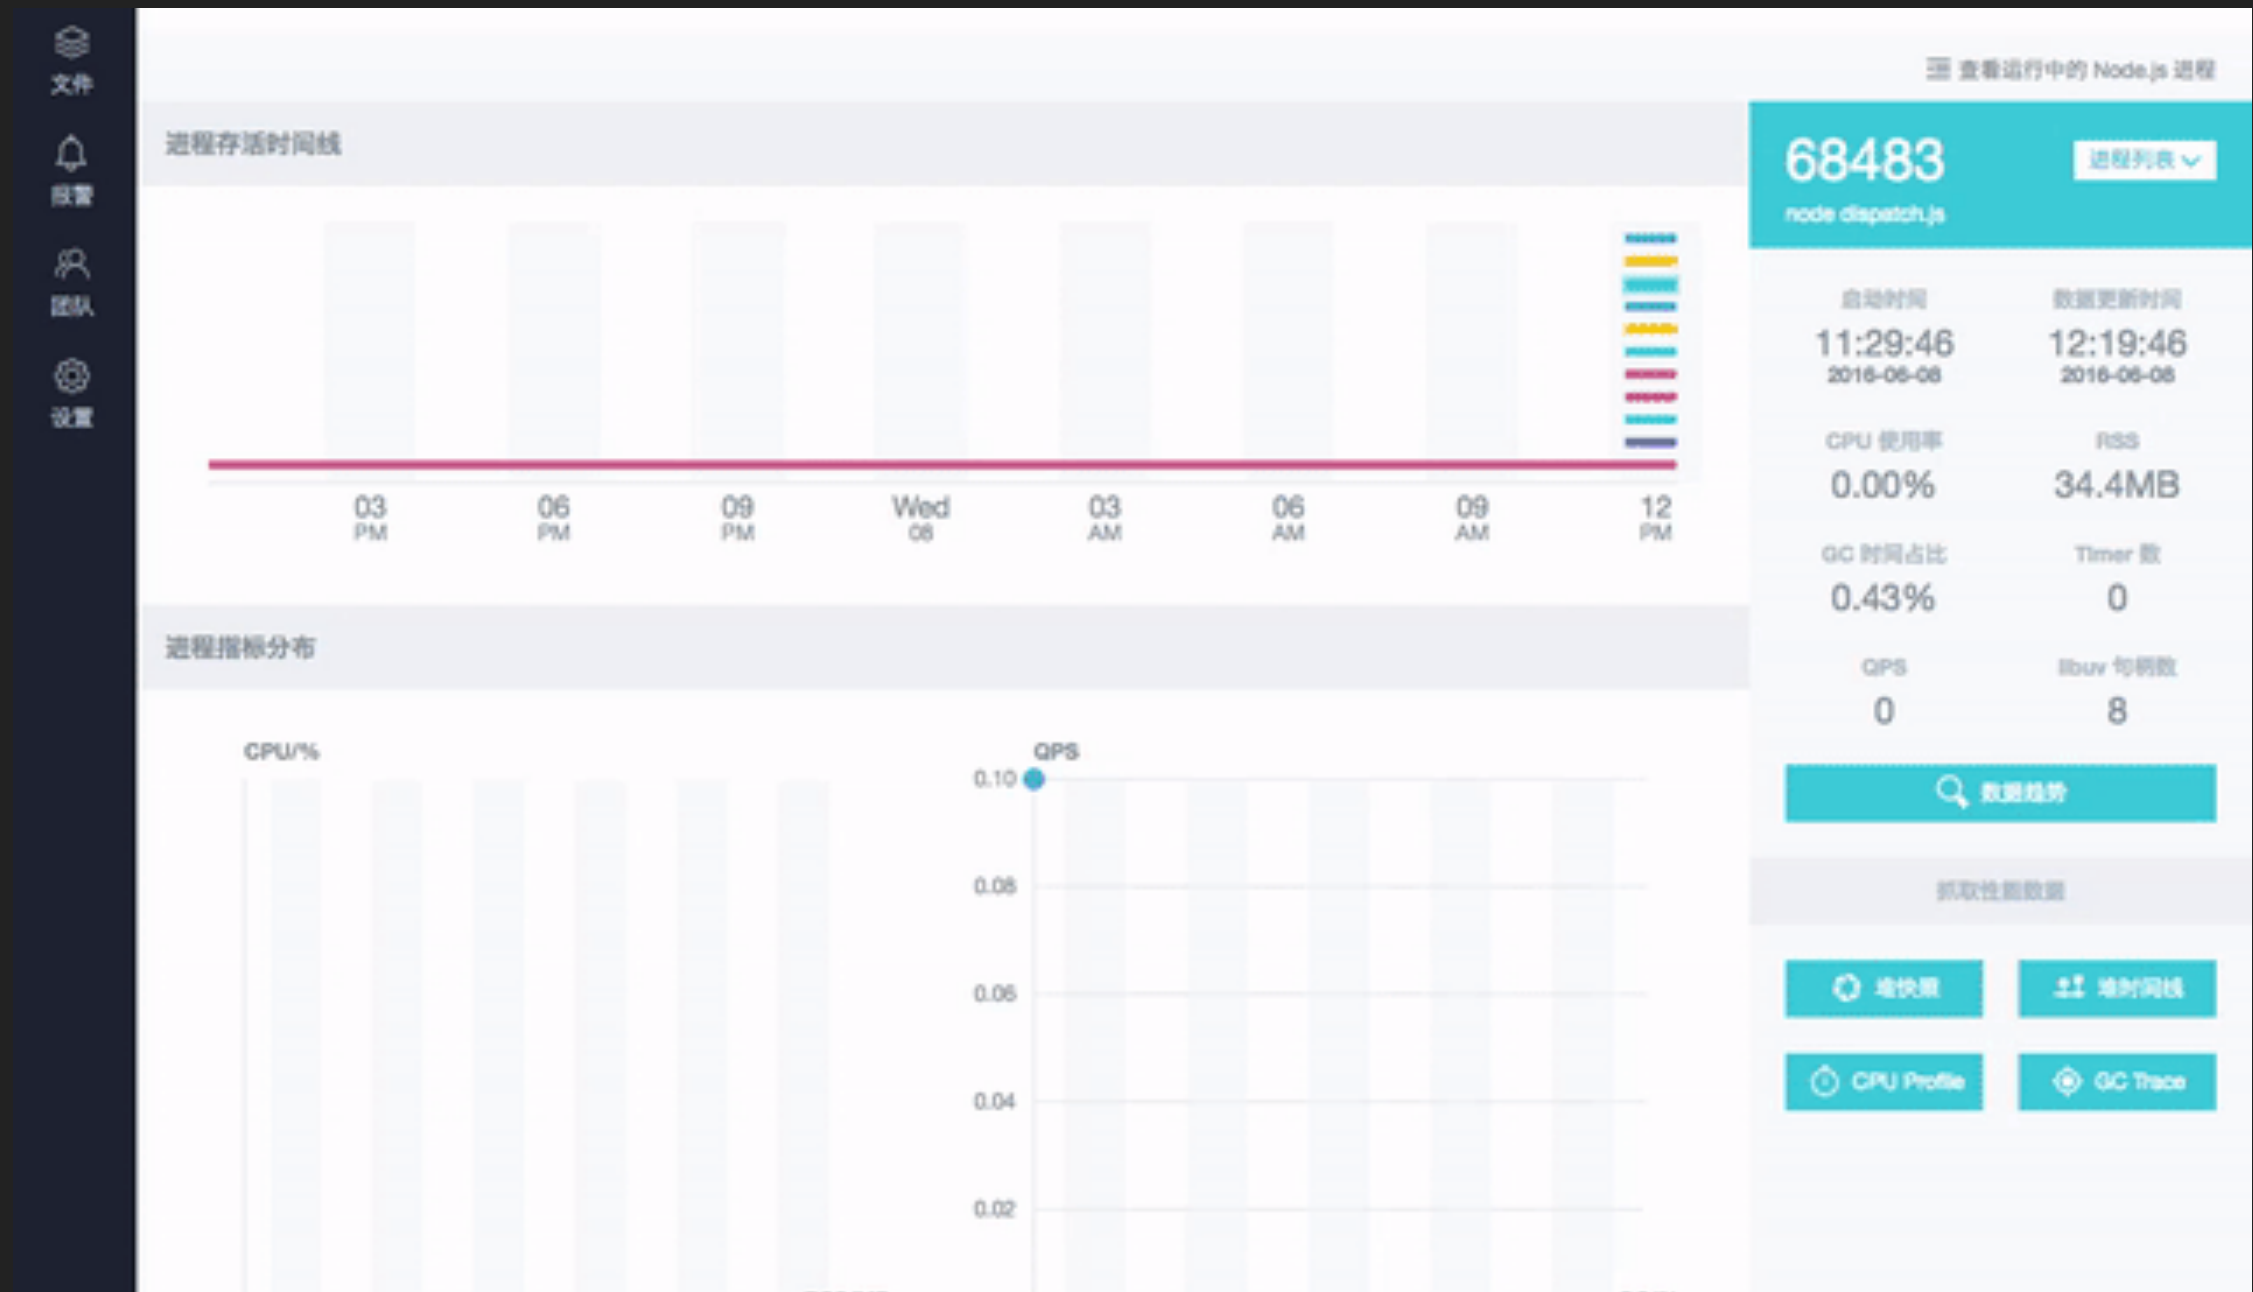 文件
报警
团队
设置
查看运行中的 Node.js 进程
进程存活时间线
03 PM
06 PM
09 PM
Wed 08
03 AM
06 AM
09 AM
12 PM
68483
进程列表
node dispatch.js
启动时间
数据更新时间
11:29:46
12:19:46
2016-06-08
2016-06-08
CPU 使用率
RSS
0.00%
34.4MB
GC 时间占比
Timer 数
0.43%
0
QPS
libuv 句柄数
0
8
数据趋势
抓取性能数据
堆快照
堆时间线
CPU Profile
GC Trace
进程指标分布
CPU/%
QPS
0.10
0.08
0.06
0.04
0.02